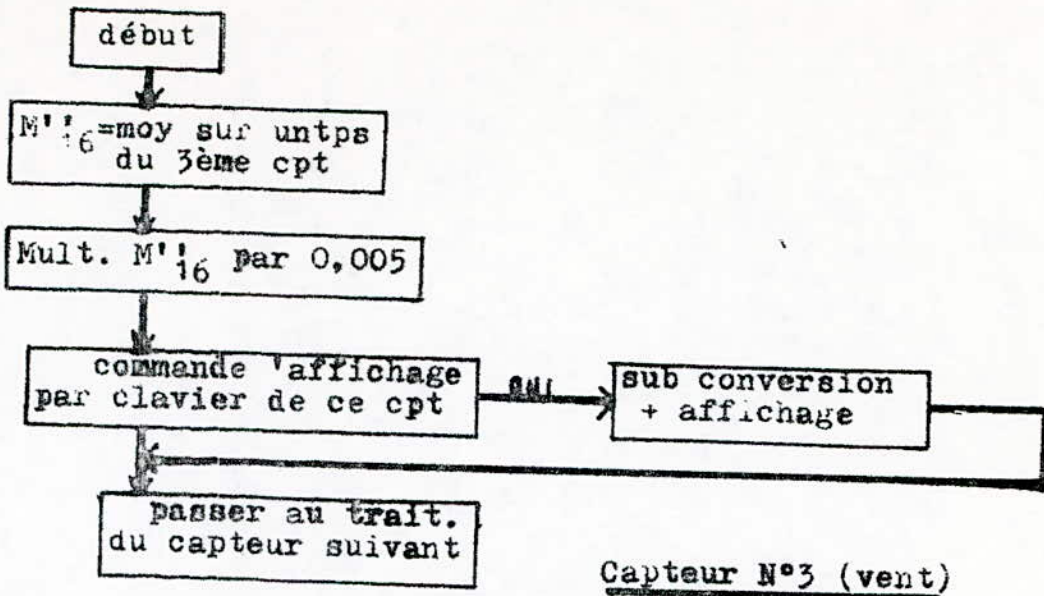 début
M''16=moy sur untps
du 3ème cpt
Mult. M''16 par 0,005
commande 'affichage
par clavier de ce cpt
oui
sub conversion
+ affichage
passer au trait.
du capteur suivant
Capteur N°3 (vent)